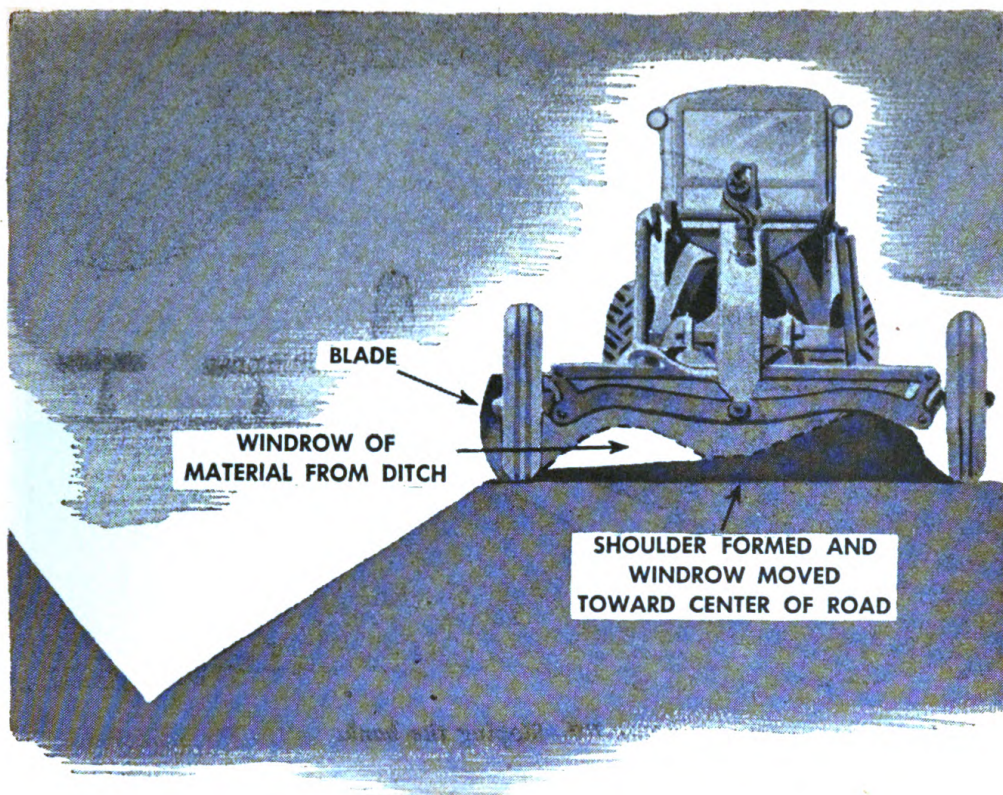 BLADE
WINDROW OF
MATERIAL FROM DITCH
SHOULDER FORMED AND
WINDROW MOVED
TOWARD CENTER OF ROAD